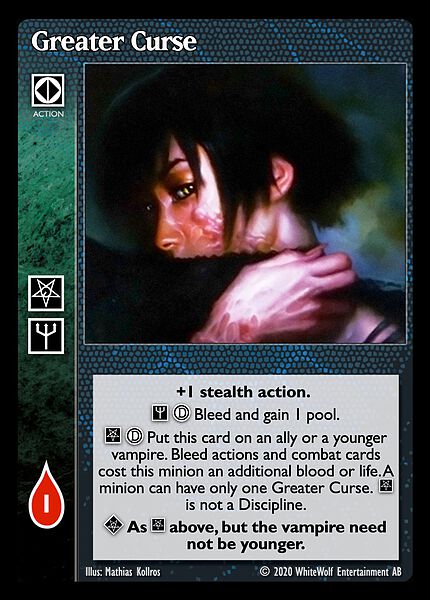 Greater Curse
ACTION
+1 stealth action.
D Bleed and gain 1 pool.
D Put this card on an ally or a younger
vampire. Bleed actions and combat cards
cost this minion an additional blood or life. A
minion can have only one Greater Curse.
is not a Discipline.
As above, but the vampire need
not be younger.
1
Illus: Mathias Kollros © 2020 WhiteWolf Entertainment AB